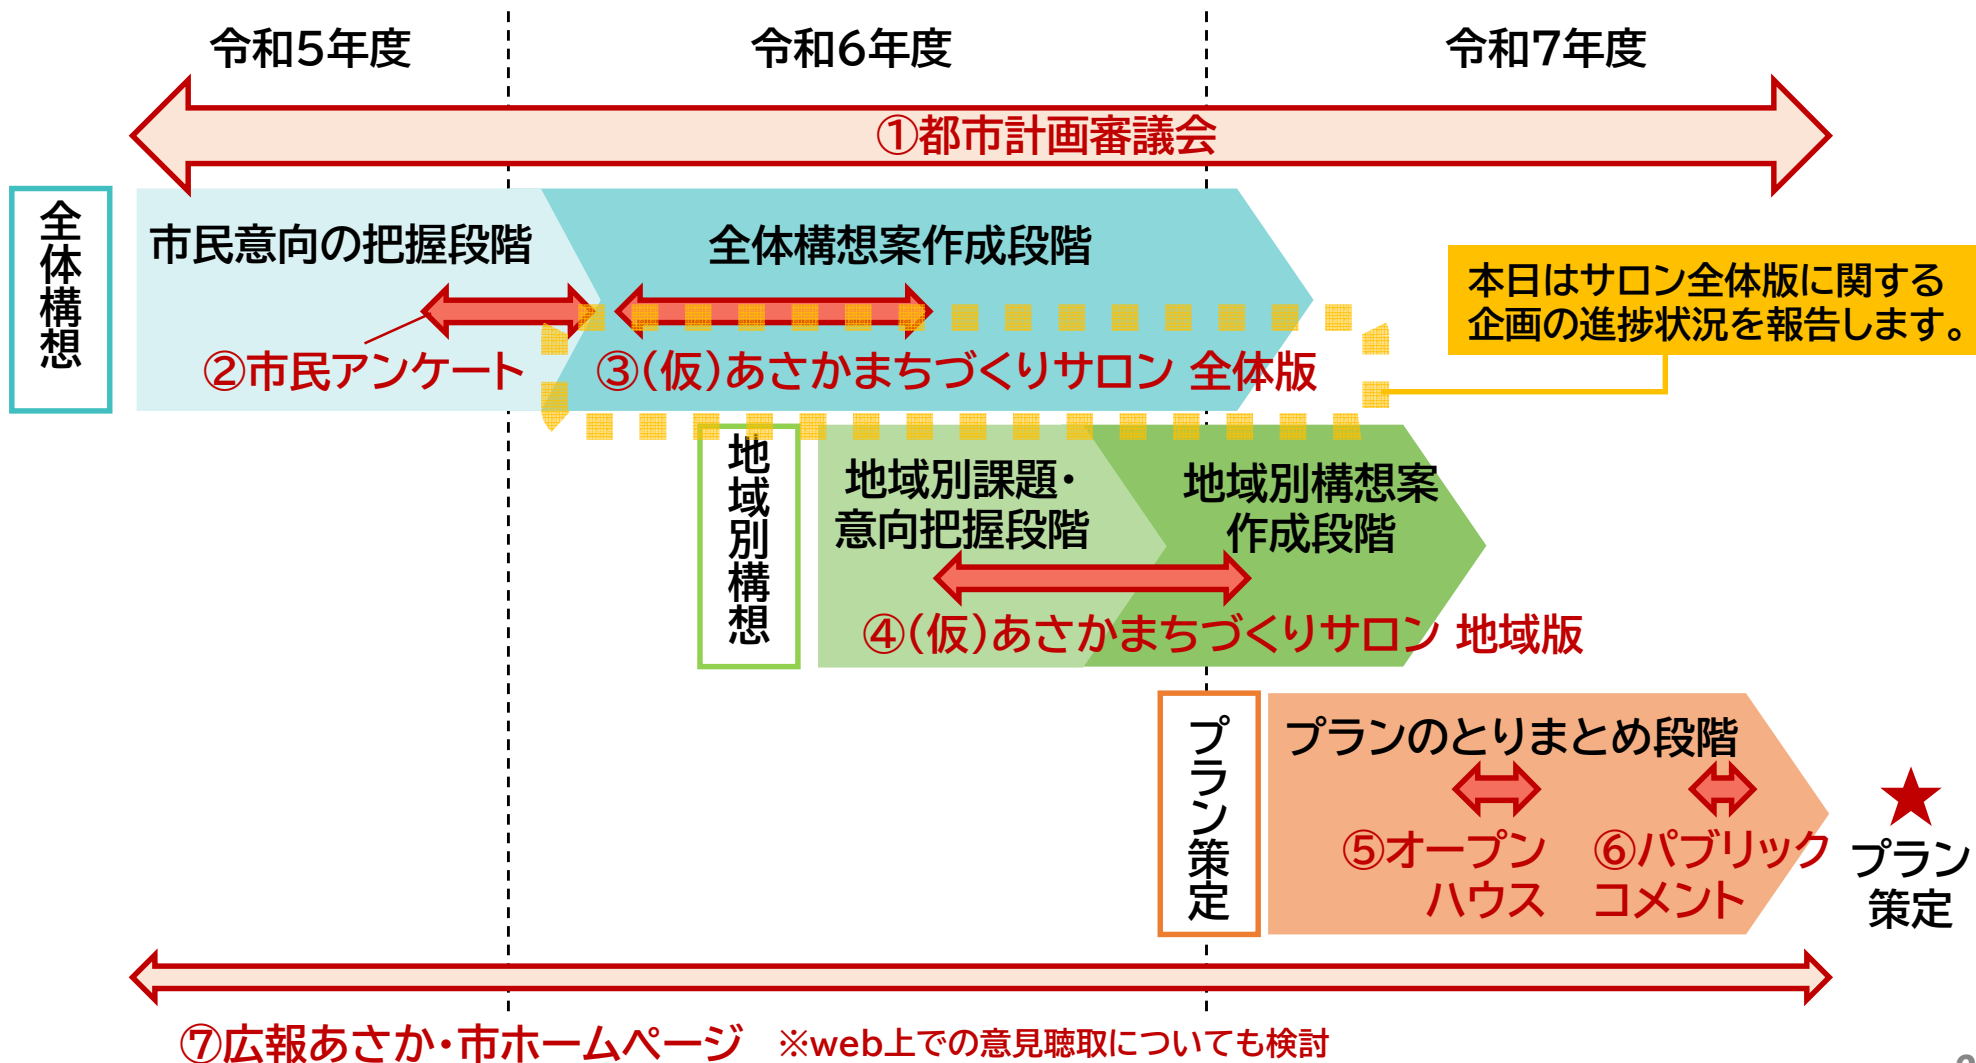 令和5年度
令和6年度
令和7年度
①都市計画審議会
全体構想
市民意向の把握段階
全体構想案作成段階
②市民アンケート
③(仮)あさかまちづくりサロン 全体版
本日はサロン全体版に関する
企画の進捗状況を報告します。
地域別構想
地域別課題・
意向把握段階
地域別構想案
作成段階
④(仮)あさかまちづくりサロン 地域版
プラン策定
プランのとりまとめ段階
⑤オープン
ハウス
⑥パブリック
コメント
プラン
策定
⑦広報あさか・市ホームページ ※web上での意見聴取についても検討